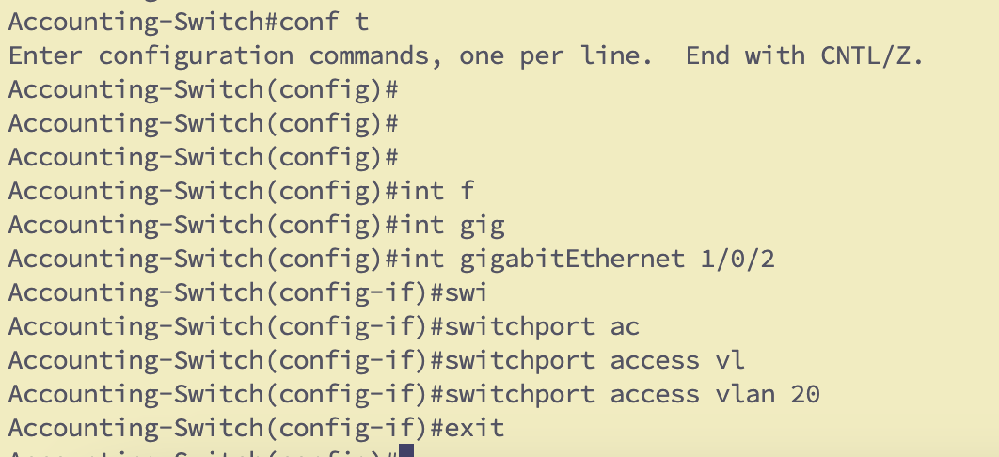 Accounting-Switch#conf t
Enter configuration commands, one per line.  End with CNTL/Z.
Accounting-Switch(config)#
Accounting-Switch(config)#
Accounting-Switch(config)#
Accounting-Switch(config)#int f
Accounting-Switch(config)#int gig
Accounting-Switch(config)#int gigabitEthernet 1/0/2
Accounting-Switch(config-if)#swi
Accounting-Switch(config-if)#switchport ac
Accounting-Switch(config-if)#switchport access vl
Accounting-Switch(config-if)#switchport access vlan 20
Accounting-Switch(config-if)#exit
Accounting-Switch(config)#